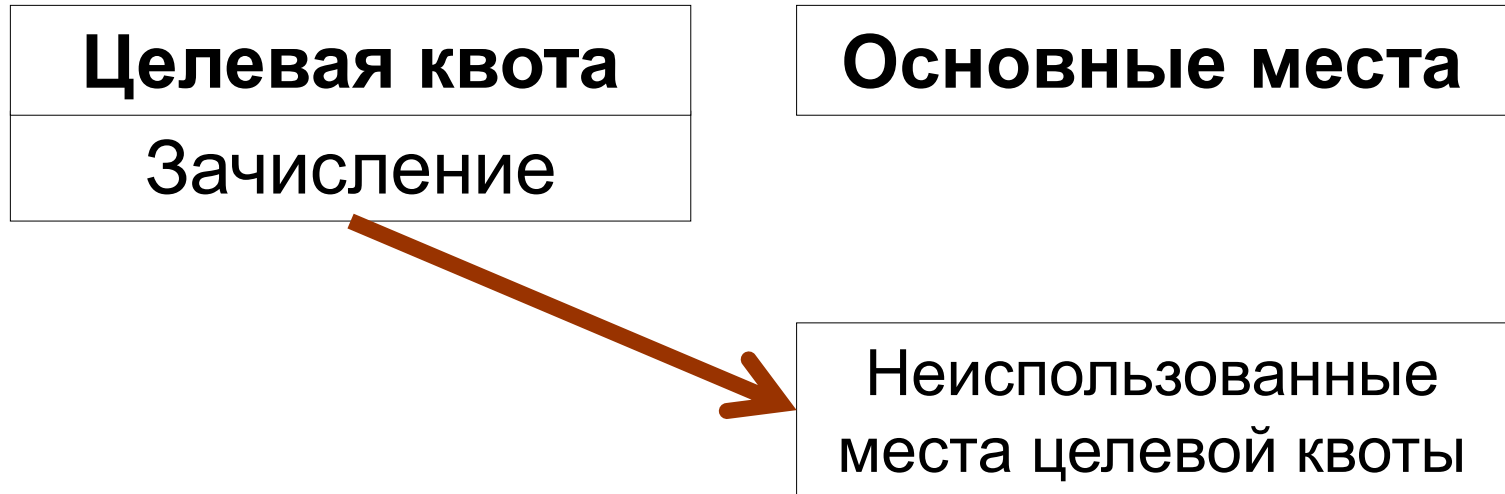 Целевая квота
Основные места
Зачисление
Неиспользованные
места целевой квоты